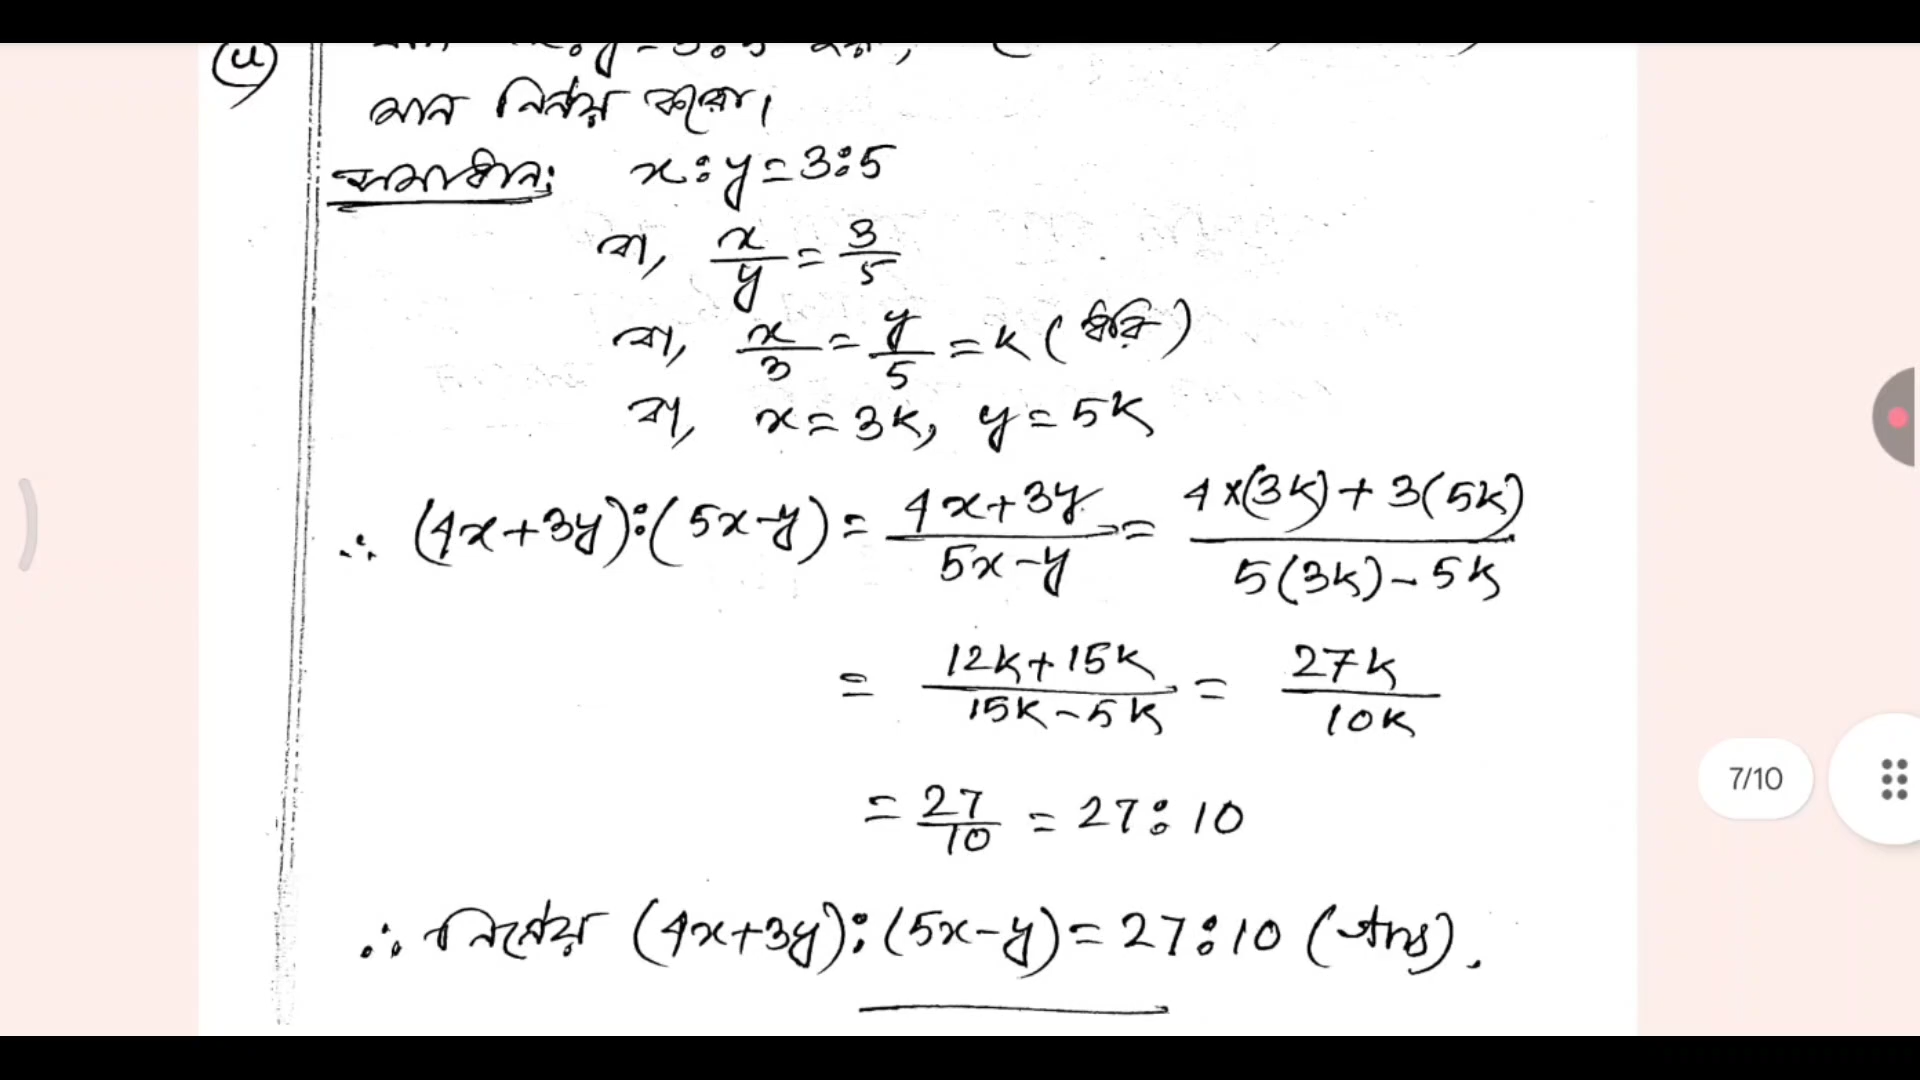 মান নির্ণয় করো।
সমাধান: x:y=3:5
বা, x/y = 3/5
বা, x/3 = y/5 = k (ধরি)
বা, x=3k, y=5k
∴ (4x+3y):(5x-y) = 4x+3y/5x-y = 4×(3k)+3(5k)/5(3k)-5k
= 12k+15k/15k-5k = 27k/10k
= 27/10 = 27:10
∴ নির্ণেয় (4x+3y):(5x-y)=27:10 (Ans).
7/10